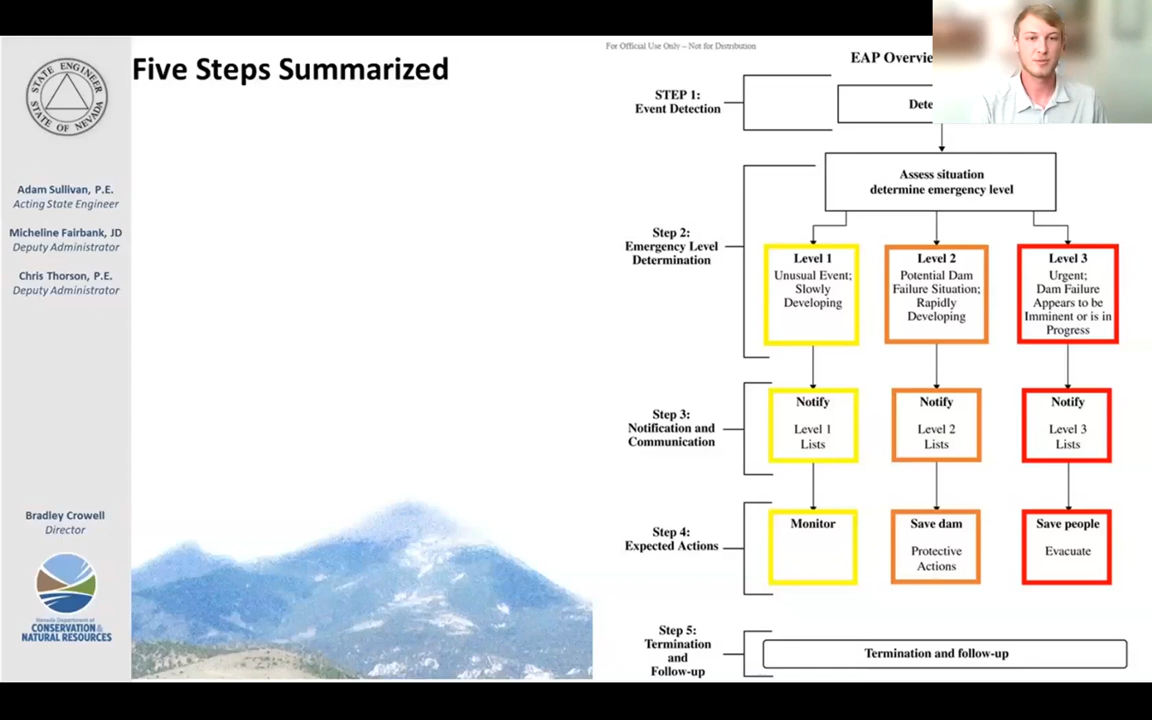 Five Steps Summarized
STATE ENGINEER
STATE OF NEVADA
Adam Sullivan, P.E.
Acting State Engineer
Micheline Fairbank, JD
Deputy Administrator
Chris Thorson, P.E.
Deputy Administrator
Bradley Crowell
Director
Nevada Department of
CONSERVATION &
NATURAL RESOURCES
For Official Use Only – Not for Distribution
EAP
STEP 1:
Event Detection
Assess situation
determine emergency level
Step 2:
Emergency Level
Determination
Level 1
Unusual Event;
Slowly
Developing
Level 2
Potential Dam
Failure Situation;
Rapidly
Developing
Level 3
Urgent;
Dam Failure
Appears to be
Imminent or is in
Progress
Step 3:
Notification and
Communication
Notify
Level 1
Lists
Notify
Level 2
Lists
Notify
Level 3
Lists
Step 4:
Expected Actions
Monitor
Save dam
Protective
Actions
Save people
Evacuate
Step 5:
Termination
and
Follow-up
Termination and follow-up